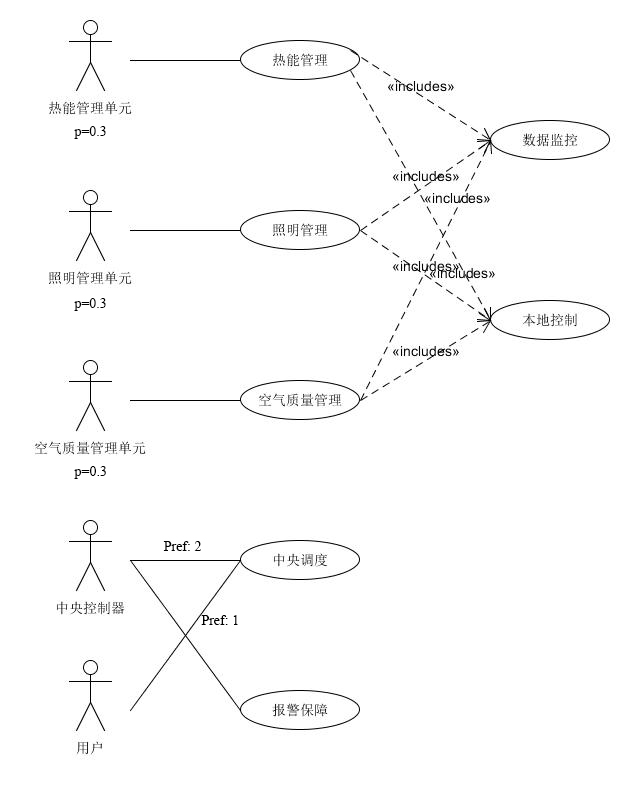 热能管理
«includes»
热能管理单元
p=0.3
数据监控
«includes»
«includes»
照明管理
照明管理单元
p=0.3
«includes»
«includes»
本地控制
«includes»
空气质量管理
空气质量管理单元
p=0.3
Pref: 2
中央调度
中央控制器
Pref: 1
报警保障
用户